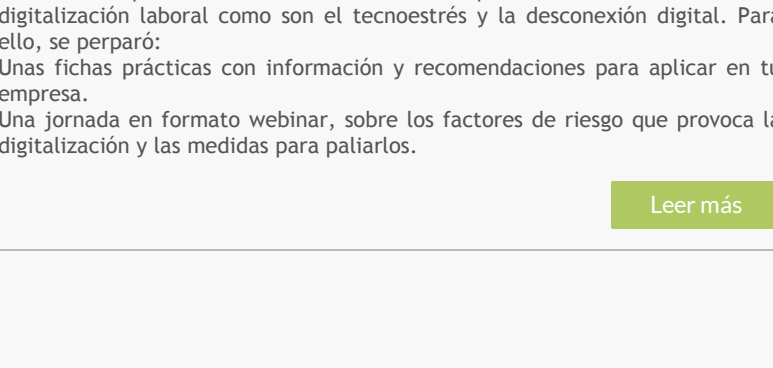 digitalización laboral como son el tecnoestrés y la desconexión digital. Para
ello, se perparó:
Unas fichas prácticas con información y recomendaciones para aplicar en tu
empresa.
Una jornada en formato webinar, sobre los factores de riesgo que provoca la
digitalización y las medidas para paliarlos.
Leer más